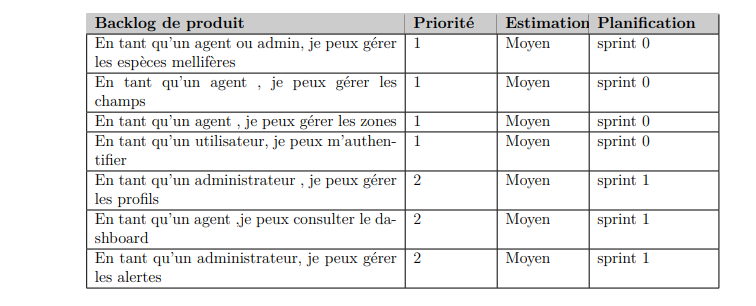 Backlog de produit Priorité Estimation Planification
En tant qu'un agent ou admin, je peux gérer 1 Moyen sprint 0
les espèces mellifères
En tant qu'un agent , je peux gérer les 1 Moyen sprint 0
champs
En tant qu'un agent , je peux gérer les zones 1 Moyen sprint 0
En tant qu'un utilisateur, je peux m'authen- 1 Moyen sprint 0
tifier
En tant qu'un administrateur , je peux gérer 2 Moyen sprint 1
les profils
En tant qu'un agent ,je peux consulter le da- 2 Moyen sprint 1
shboard
En tant qu'un administrateur, je peux gérer 2 Moyen sprint 1
les alertes